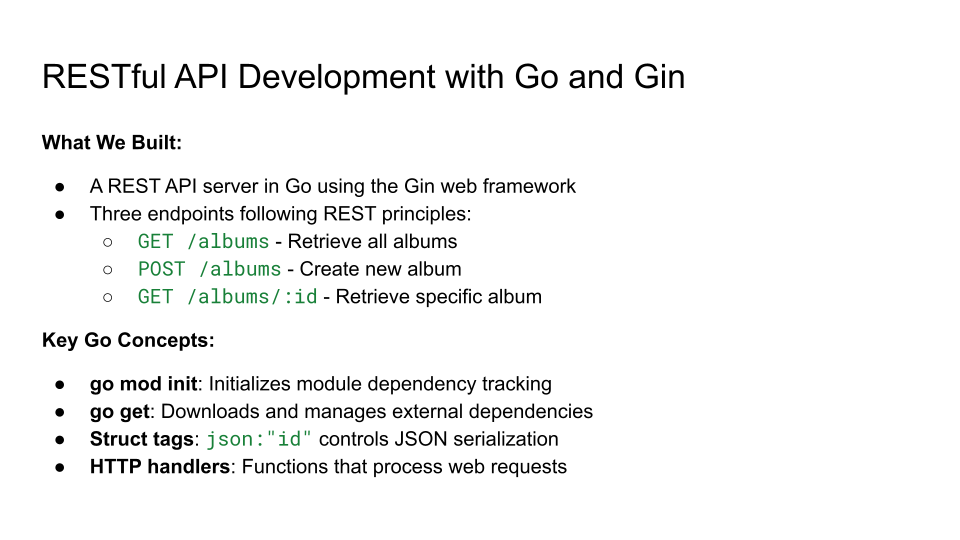 RESTful API Development with Go and Gin
What We Built:
● A REST API server in Go using the Gin web framework
● Three endpoints following REST principles:
○ GET /albums - Retrieve all albums
○ POST /albums - Create new album
○ GET /albums/:id - Retrieve specific album
Key Go Concepts:
● go mod init: Initializes module dependency tracking
● go get: Downloads and manages external dependencies
● Struct tags: json:"id" controls JSON serialization
● HTTP handlers: Functions that process web requests